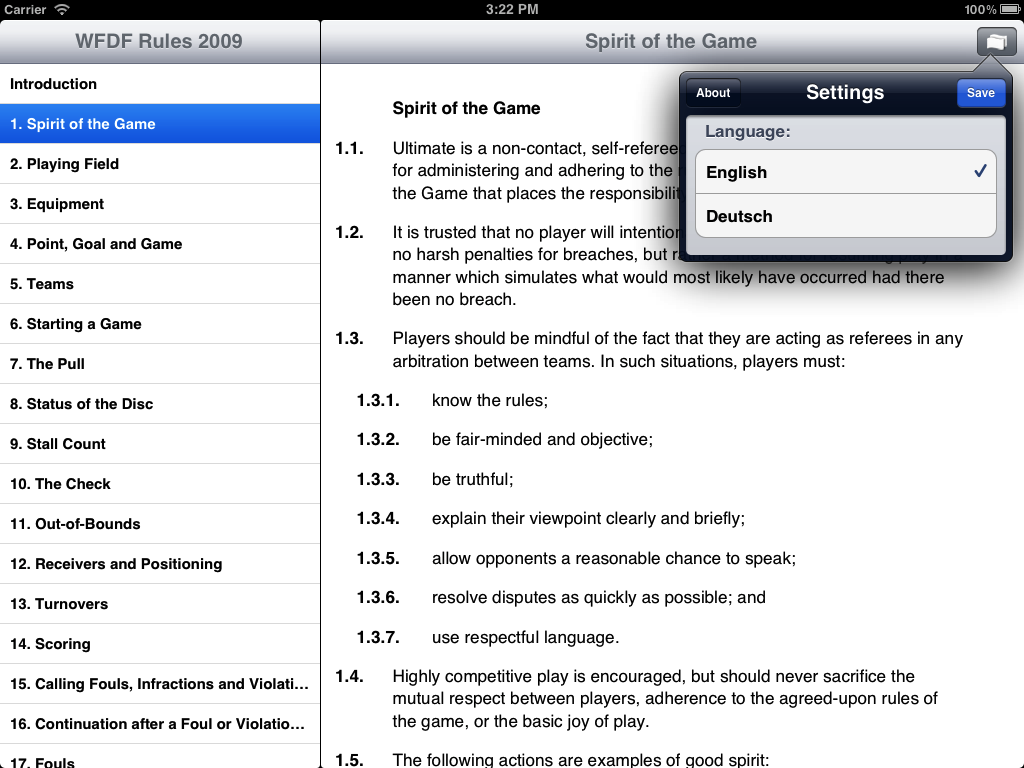 Carrier
3:22 PM
100%
WFDF Rules 2009
Introduction
1. Spirit of the Game
2. Playing Field
3. Equipment
4. Point, Goal and Game
5. Teams
6. Starting a Game
7. The Pull
8. Status of the Disc
9. Stall Count
10. The Check
11. Out-of-Bounds
12. Receivers and Positioning
13. Turnovers
14. Scoring
15. Calling Fouls, Infractions and Violati...
16. Continuation after a Foul or Violatio...
17. Fouls
Spirit of the Game
About
Settings
Save
Language:
English
Deutsch
Spirit of the Game
1.1. Ultimate is a non-contact, self-refereed
for administering and adhering to the
the Game that places the responsibility
1.2. It is trusted that no player will intention
no harsh penalties for breaches, but
manner which simulates what would most likely have occurred had there
been no breach.
1.3. Players should be mindful of the fact that they are acting as referees in any
arbitration between teams. In such situations, players must:
1.3.1. know the rules;
1.3.2. be fair-minded and objective;
1.3.3. be truthful;
1.3.4. explain their viewpoint clearly and briefly;
1.3.5. allow opponents a reasonable chance to speak;
1.3.6. resolve disputes as quickly as possible; and
1.3.7. use respectful language.
1.4. Highly competitive play is encouraged, but should never sacrifice the
mutual respect between players, adherence to the agreed-upon rules of
the game, or the basic joy of play.
1.5. The following actions are examples of good spirit: